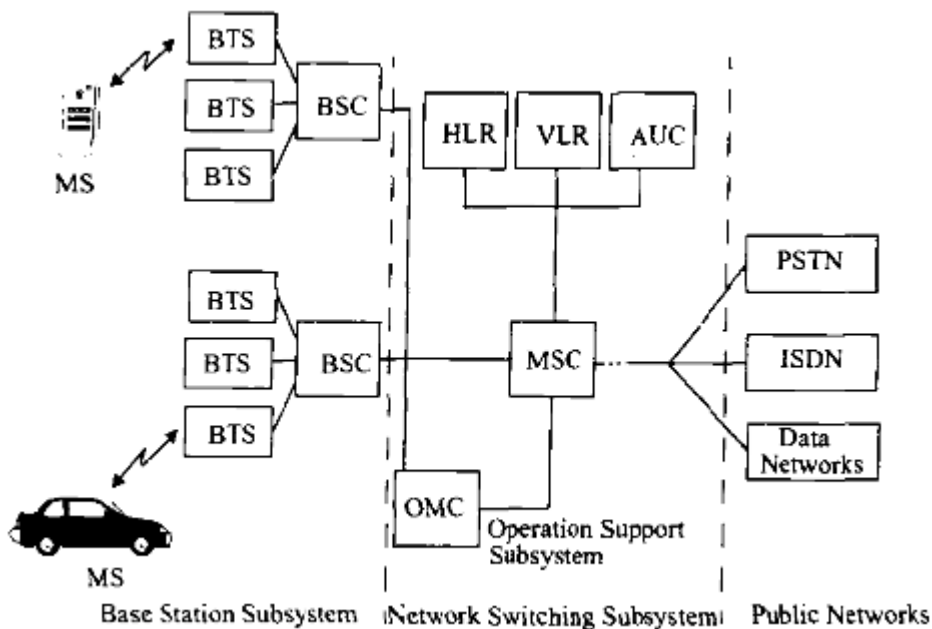 BTS
BTS
BTS
BSC
MS
HLR
VLR
AUC
BTS
BTS
BTS
BSC
MSC
PSTN
ISDN
Data
Networks
OMC
Operation Support
Subsystem
MS
Base Station Subsystem
Network Switching Subsystem
Public Networks